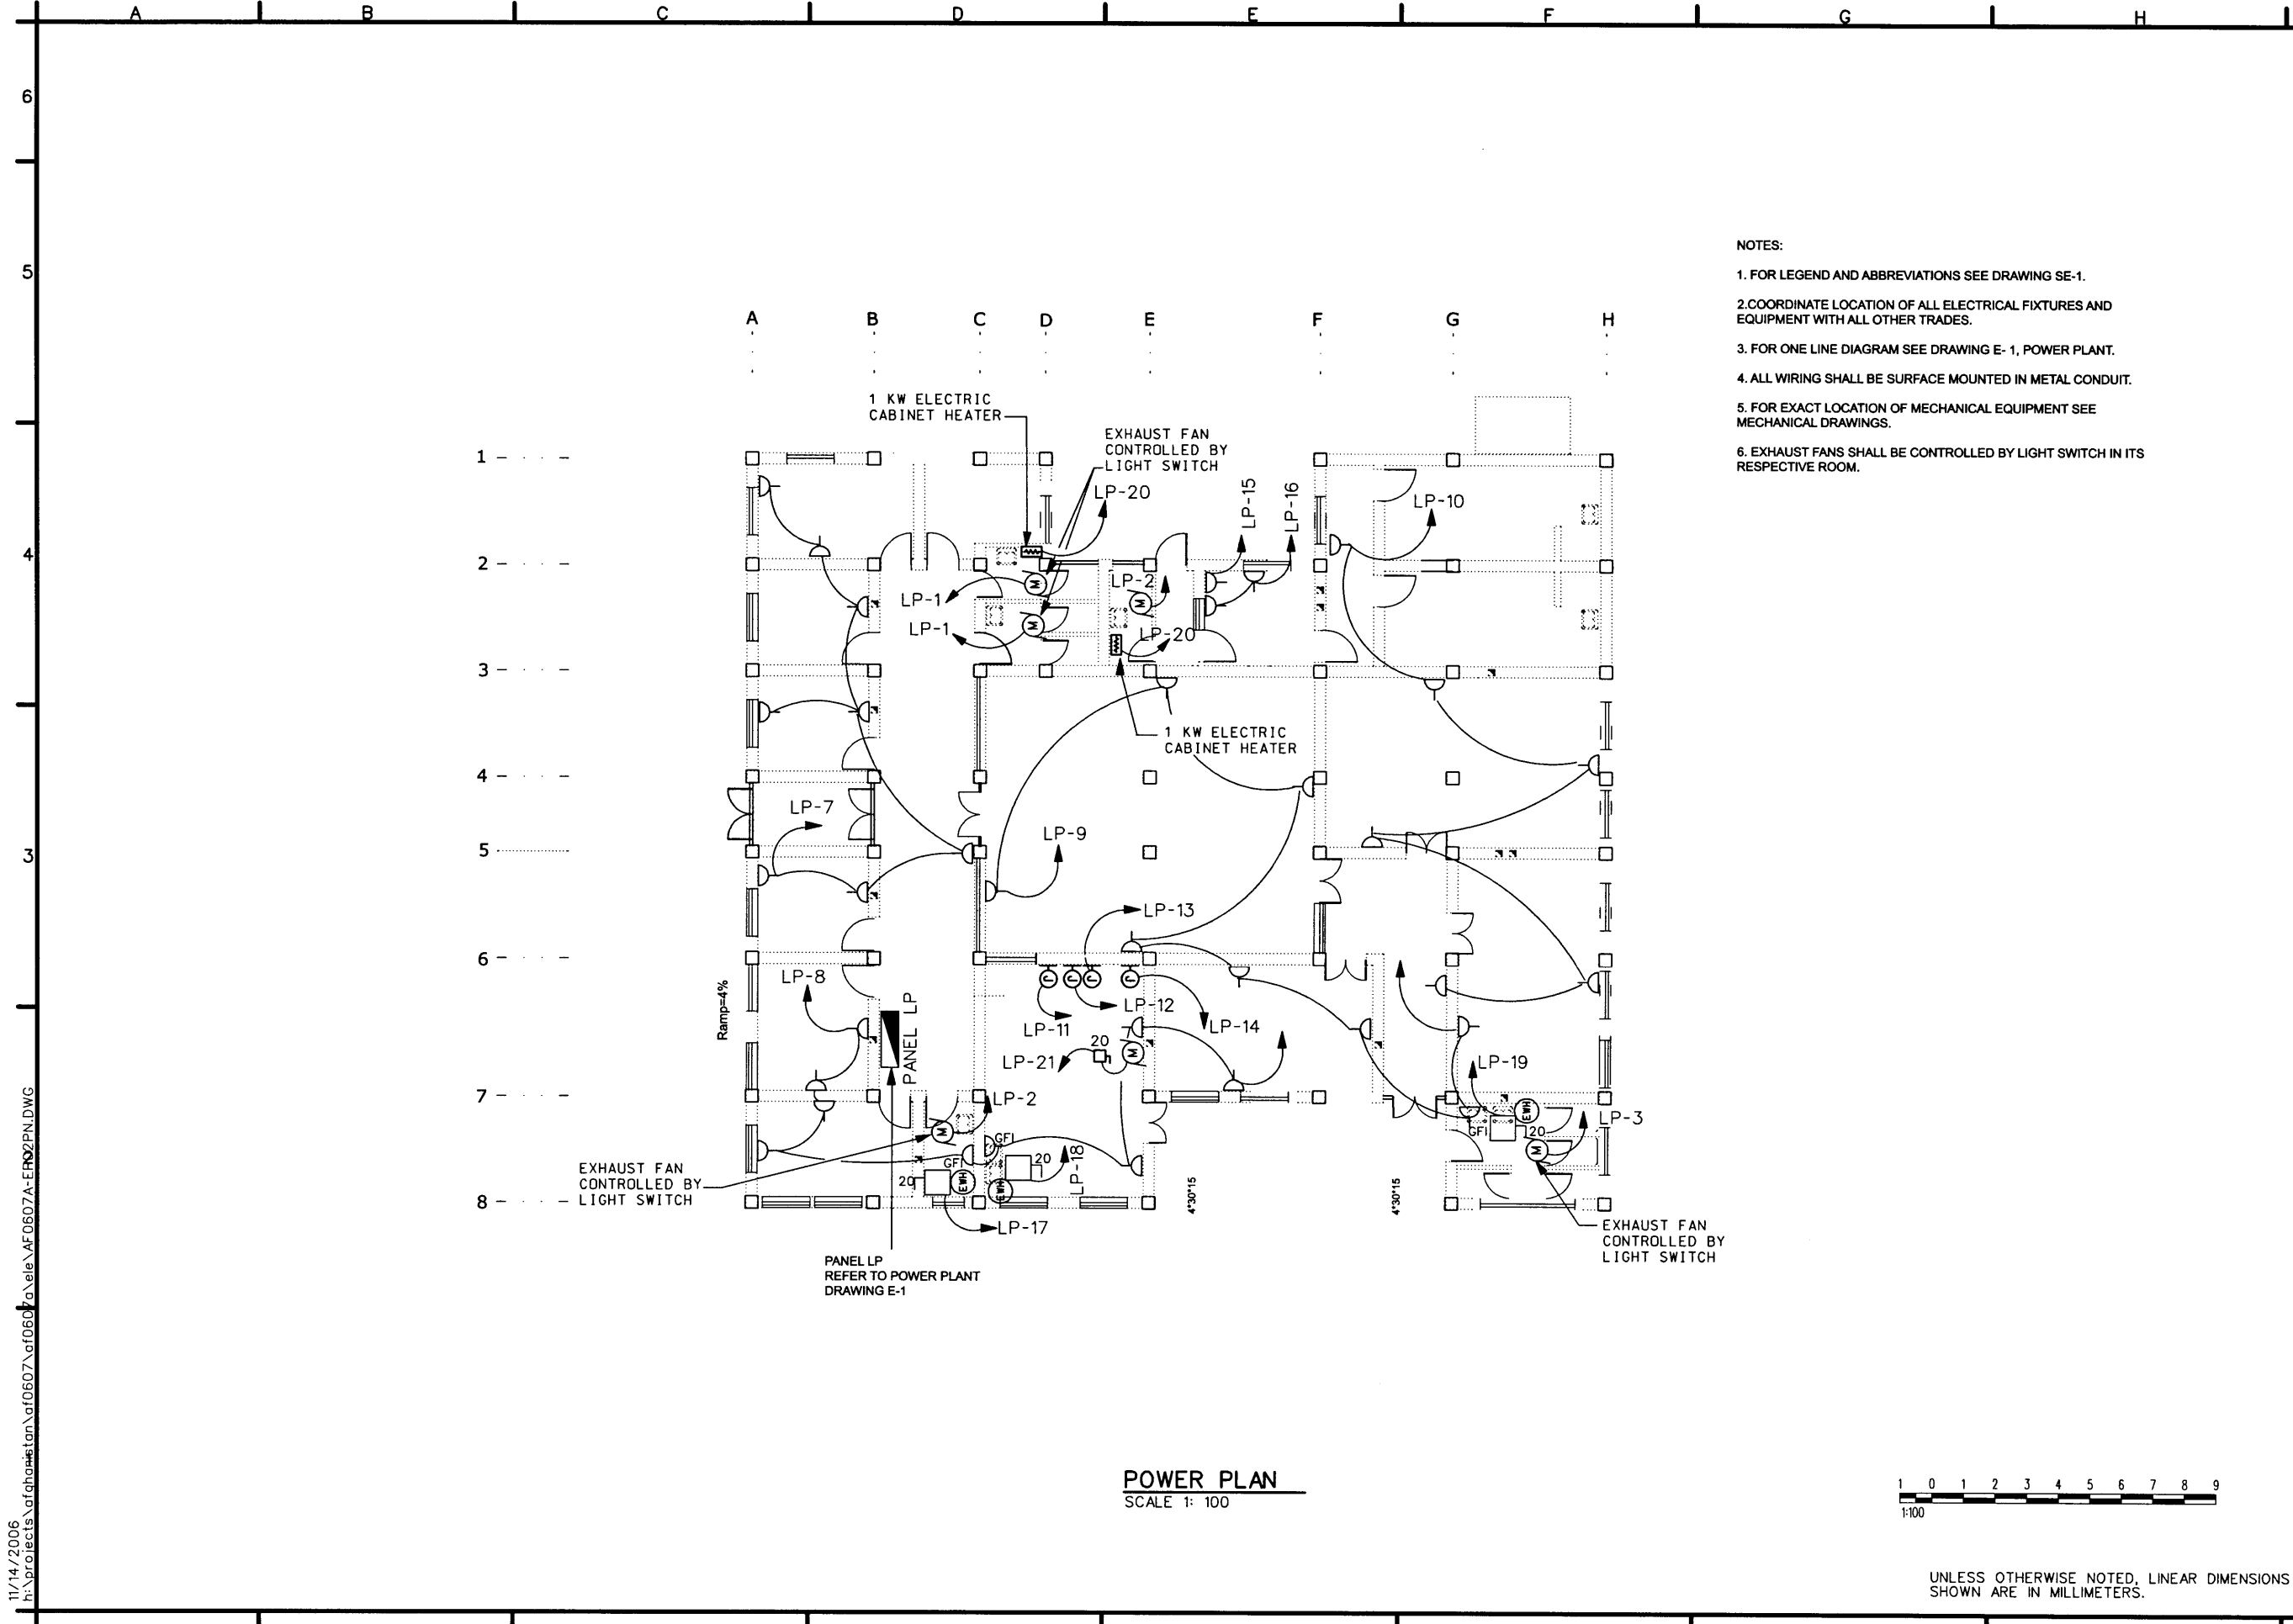 A B C D E F G H
6
5
4
3
NOTES:
1. FOR LEGEND AND ABBREVIATIONS SEE DRAWING SE-1.
2.COORDINATE LOCATION OF ALL ELECTRICAL FIXTURES AND
EQUIPMENT WITH ALL OTHER TRADES.
3. FOR ONE LINE DIAGRAM SEE DRAWING E- 1, POWER PLANT.
4. ALL WIRING SHALL BE SURFACE MOUNTED IN METAL CONDUIT.
5. FOR EXACT LOCATION OF MECHANICAL EQUIPMENT SEE
MECHANICAL DRAWINGS.
6. EXHAUST FANS SHALL BE CONTROLLED BY LIGHT SWITCH IN ITS
RESPECTIVE ROOM.
A B C D E F G H
1 KW ELECTRIC
CABINET HEATER
EXHAUST FAN
CONTROLLED BY
LIGHT SWITCH
1
LP-20
LP-15
LP-16
LP-10
2
M
LP-2
LP-1
M
M
LP-1
LP-20
3
1 KW ELECTRIC
CABINET HEATER
4
LP-7
LP-9
5
LP-13
6
LP-8
J J J J
LP-12
Ramp=4%
PANEL LP
LP-11
LP-14
20
M
LP-21
LP-19
7
LP-2
EWH
LP-3
M
GFI
GFI
20
M
GFI
20
LP-18
EXHAUST FAN
CONTROLLED BY
LIGHT SWITCH
20
EWH
EWH
4*30*15
4*30*15
8
LP-17
EXHAUST FAN
CONTROLLED BY
LIGHT SWITCH
PANEL LP
REFER TO POWER PLANT
DRAWING E-1
POWER PLAN
SCALE 1: 100
1 0 1 2 3 4 5 6 7 8 9
1:100
UNLESS OTHERWISE NOTED, LINEAR DIMENSIONS
SHOWN ARE IN MILLIMETERS.
11/14/2006